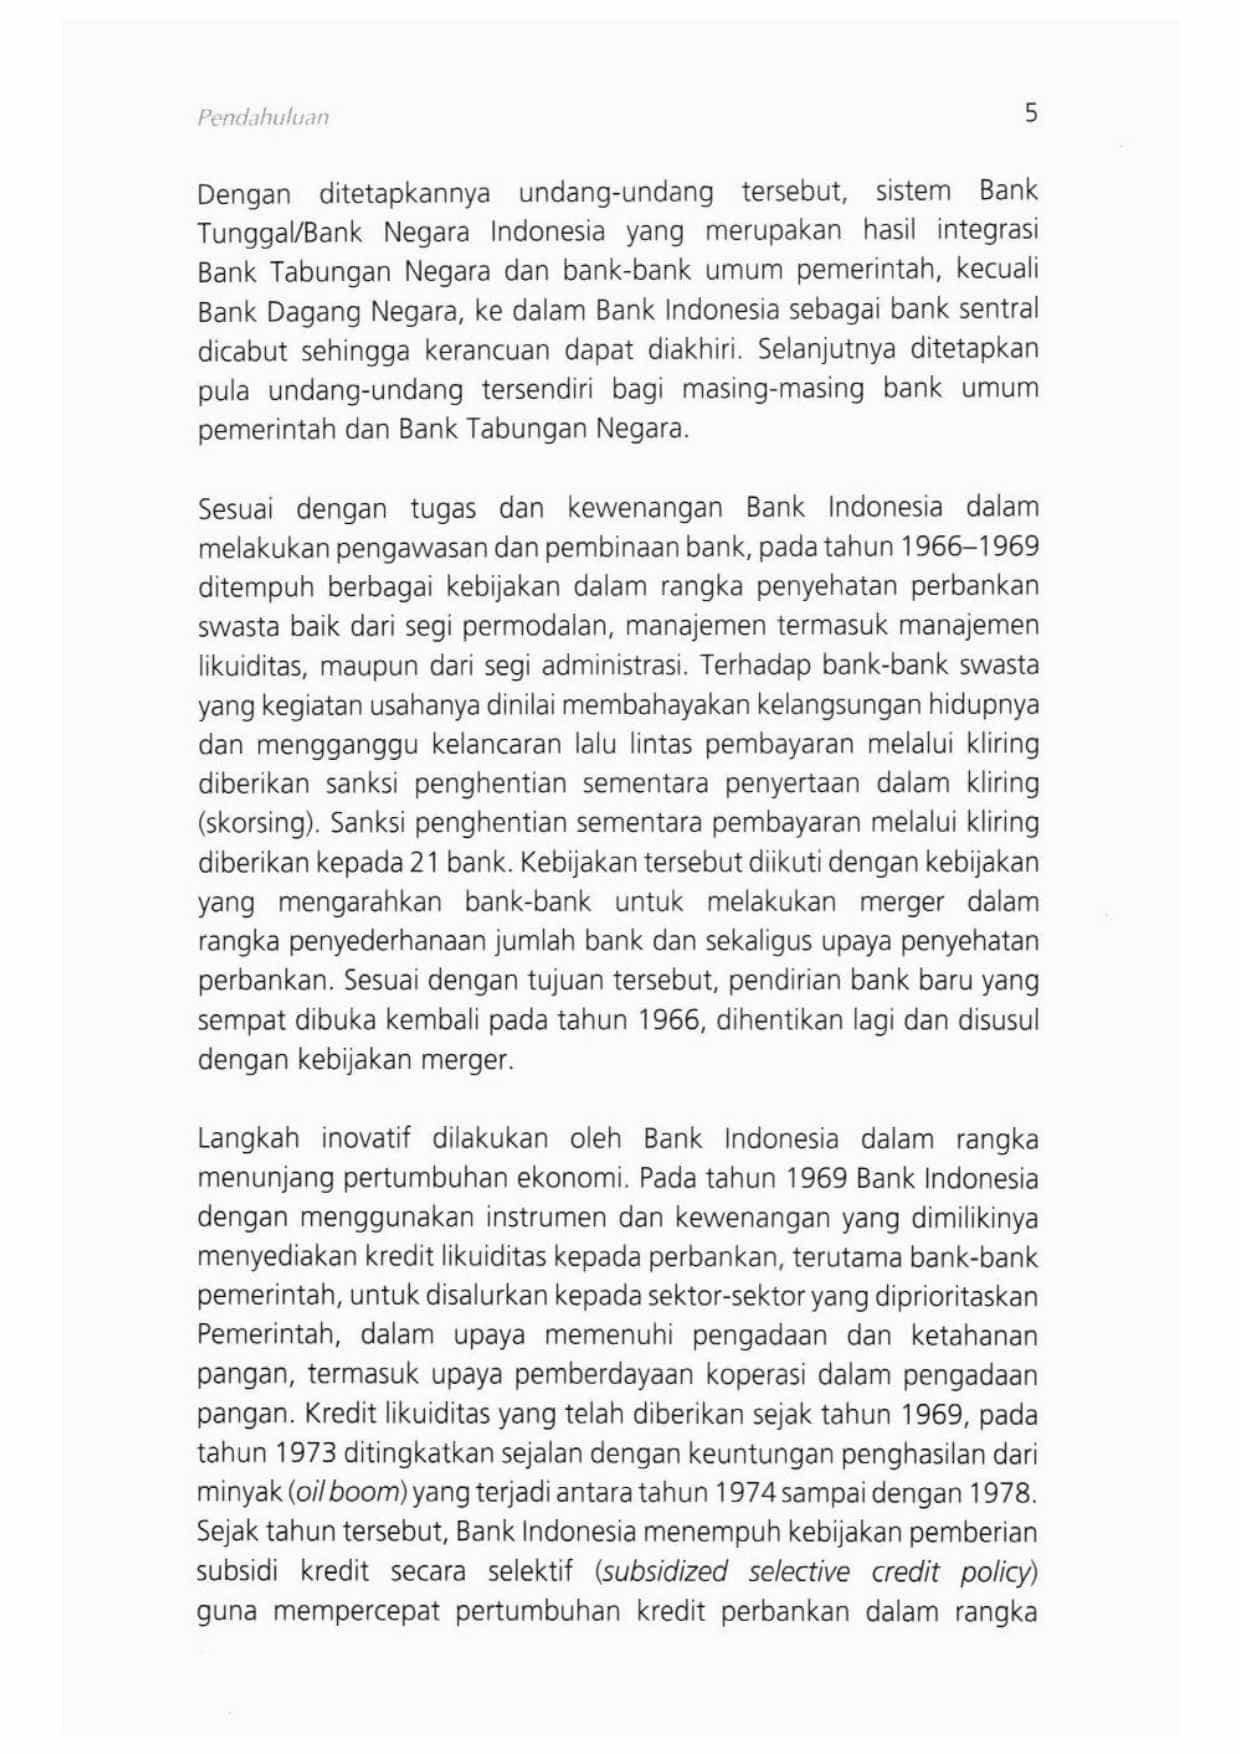 Pendahuluan
5
Dengan ditetapkannya undang-undang tersebut, sistem Bank
Tunggal/Bank Negara Indonesia yang merupakan hasil integrasi
Bank Tabungan Negara dan bank-bank umum pemerintah, kecuali
Bank Dagang Negara, ke dalam Bank Indonesia sebagai bank sentral
dicabut sehingga kerancuan dapat diakhiri. Selanjutnya ditetapkan
pula undang-undang tersendiri bagi masing-masing bank umum
pemerintah dan Bank Tabungan Negara.
Sesuai dengan tugas dan kewenangan Bank Indonesia dalam
melakukan pengawasan dan pembinaan bank, pada tahun 1966–1969
ditempuh berbagai kebijakan dalam rangka penyehatan perbankan
swasta baik dari segi permodalan, manajemen termasuk manajemen
likuiditas, maupun dari segi administrasi. Terhadap bank-bank swasta
yang kegiatan usahanya dinilai membahayakan kelangsungan hidupnya
dan mengganggu kelancaran lalu lintas pembayaran melalui kliring
diberikan sanksi penghentian sementara penyertaan dalam kliring
(skorsing). Sanksi penghentian sementara pembayaran melalui kliring
diberikan kepada 21 bank. Kebijakan tersebut diikuti dengan kebijakan
yang mengarahkan bank-bank untuk melakukan merger dalam
rangka penyederhanaan jumlah bank dan sekaligus upaya penyehatan
perbankan. Sesuai dengan tujuan tersebut, pendirian bank baru yang
sempat dibuka kembali pada tahun 1966, dihentikan lagi dan disusul
dengan kebijakan merger.
Langkah inovatif dilakukan oleh Bank Indonesia dalam rangka
menunjang pertumbuhan ekonomi. Pada tahun 1969 Bank Indonesia
dengan menggunakan instrumen dan kewenangan yang dimilikinya
menyediakan kredit likuiditas kepada perbankan, terutama bank-bank
pemerintah, untuk disalurkan kepada sektor-sektor yang diprioritaskan
Pemerintah, dalam upaya memenuhi pengadaan dan ketahanan
pangan, termasuk upaya pemberdayaan koperasi dalam pengadaan
pangan. Kredit likuiditas yang telah diberikan sejak tahun 1969, pada
tahun 1973 ditingkatkan sejalan dengan keuntungan penghasilan dari
minyak (oil boom) yang terjadi antara tahun 1974 sampai dengan 1978.
Sejak tahun tersebut, Bank Indonesia menempuh kebijakan pemberian
subsidi kredit secara selektif (subsidized selective credit policy)
guna mempercepat pertumbuhan kredit perbankan dalam rangka